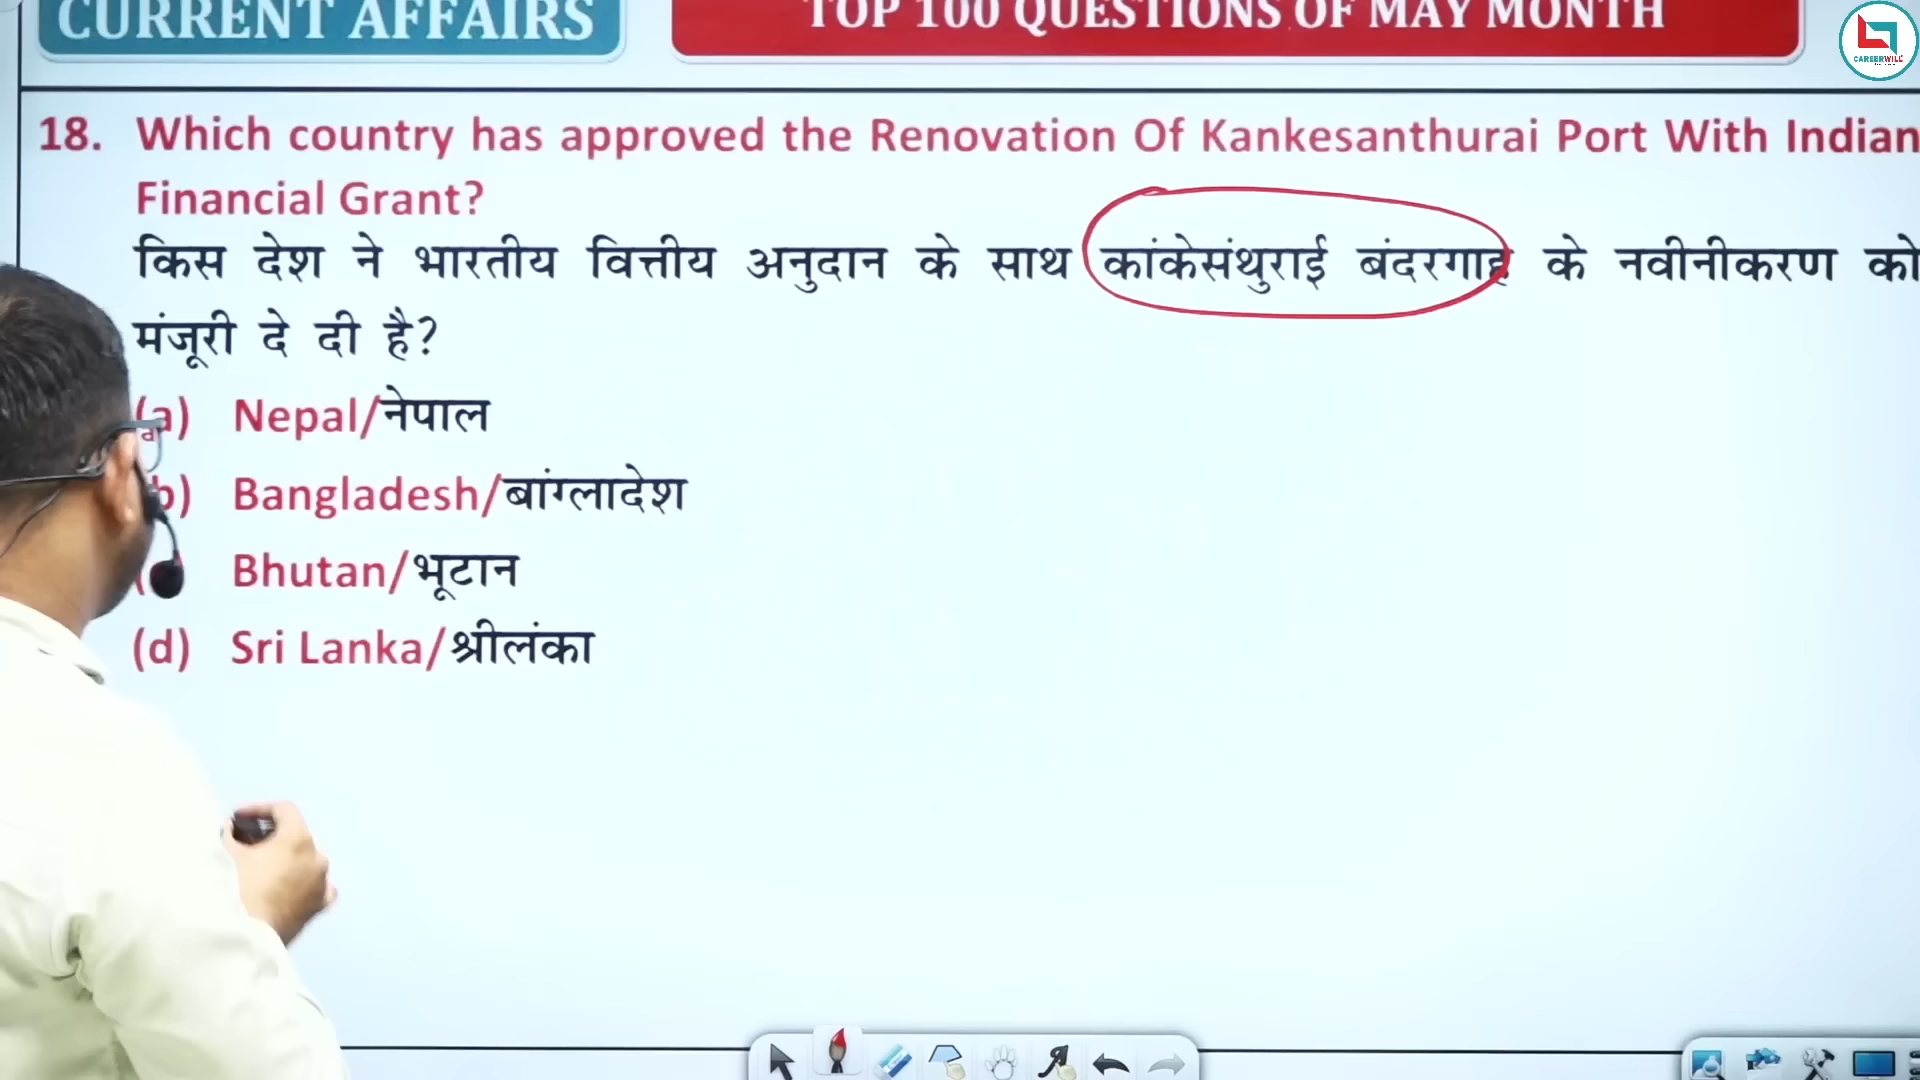 CURRENT AFFAIRS
TOP 100 QUESTIONS OF MAY MONTH
CAREERWILL
18. Which country has approved the Renovation Of Kankesanthurai Port With Indian
Financial Grant?
किस देश ने भारतीय वित्तीय अनुदान के साथ कांकेसंथुराई बंदरगाह के नवीनीकरण को
मंजूरी दे दी है?
(a) Nepal/नेपाल
b) Bangladesh/बांग्लादेश
( Bhutan/भूटान
(d) Sri Lanka/श्रीलंका